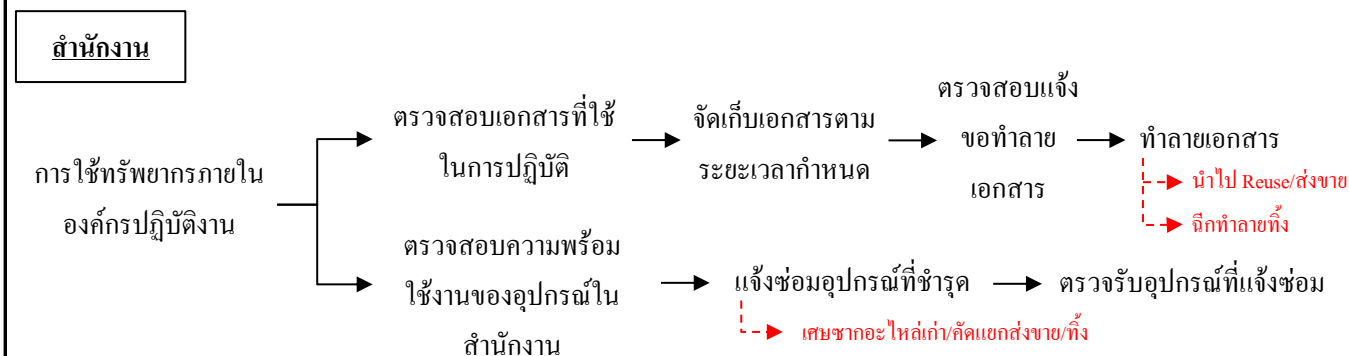 สำนักงาน
การใช้ทรัพยากรภายใน
องค์กรปฏิบัติงาน
ตรวจสอบเอกสารที่ใช้
ในการปฏิบัติ
จัดเก็บเอกสารตาม
ระยะเวลากำหนด
ตรวจสอบแจ้ง
ขอทำลาย
เอกสาร
ทำลายเอกสาร
นำไป Reuse/ส่งขาย
ฉีกทำลายทิ้ง
ตรวจสอบความพร้อม
ใช้งานของอุปกรณ์ใน
สำนักงาน
แจ้งซ่อมอุปกรณ์ที่ชำรุด
เศษซากอะไหล่เก่า/คัดแยกส่งขาย/ทิ้ง
ตรวจรับอุปกรณ์ที่แจ้งซ่อม